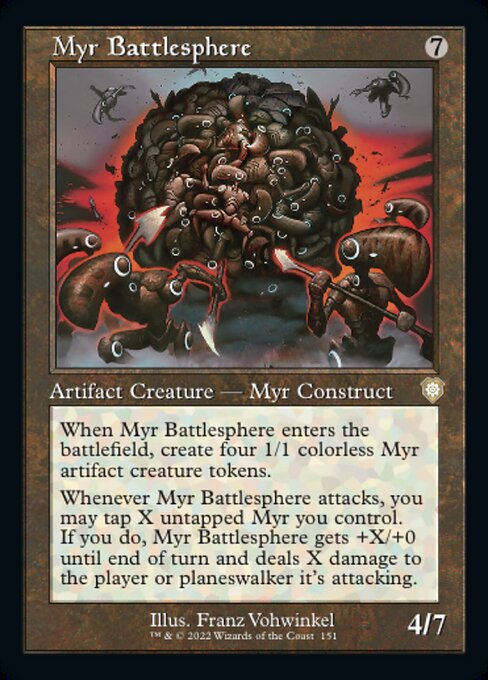 Myr Battlesphere 7
Artifact Creature — Myr Construct
When Myr Battlesphere enters the
battlefield, create four 1/1 colorless Myr
artifact creature tokens.
Whenever Myr Battlesphere attacks, you
may tap X untapped Myr you control.
If you do, Myr Battlesphere gets +X/+0
until end of turn and deals X damage to
the player or planeswalker it's attacking.
Illus. Franz Vohwinkel
™ & © 2022 Wizards of the Coast 151
4/7